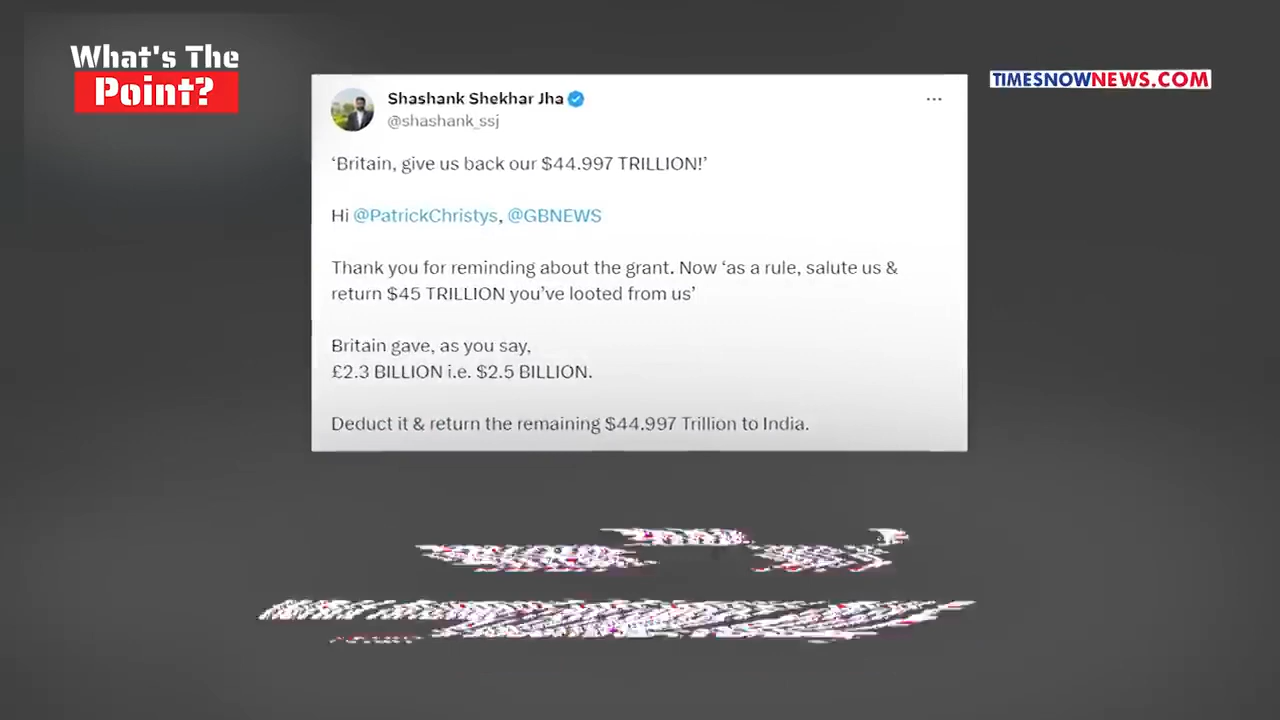 What's The
Point?
TIMESNOWNEWS.COM
Shashank Shekhar Jha
@shashank_ssj
‘Britain, give us back our $44.997 TRILLION!’
Hi @PatrickChristys, @GBNEWS
Thank you for reminding about the grant. Now ‘as a rule, salute us &
return $45 TRILLION you’ve looted from us’
Britain gave, as you say,
£2.3 BILLION i.e. $2.5 BILLION.
Deduct it & return the remaining $44.997 Trillion to India.